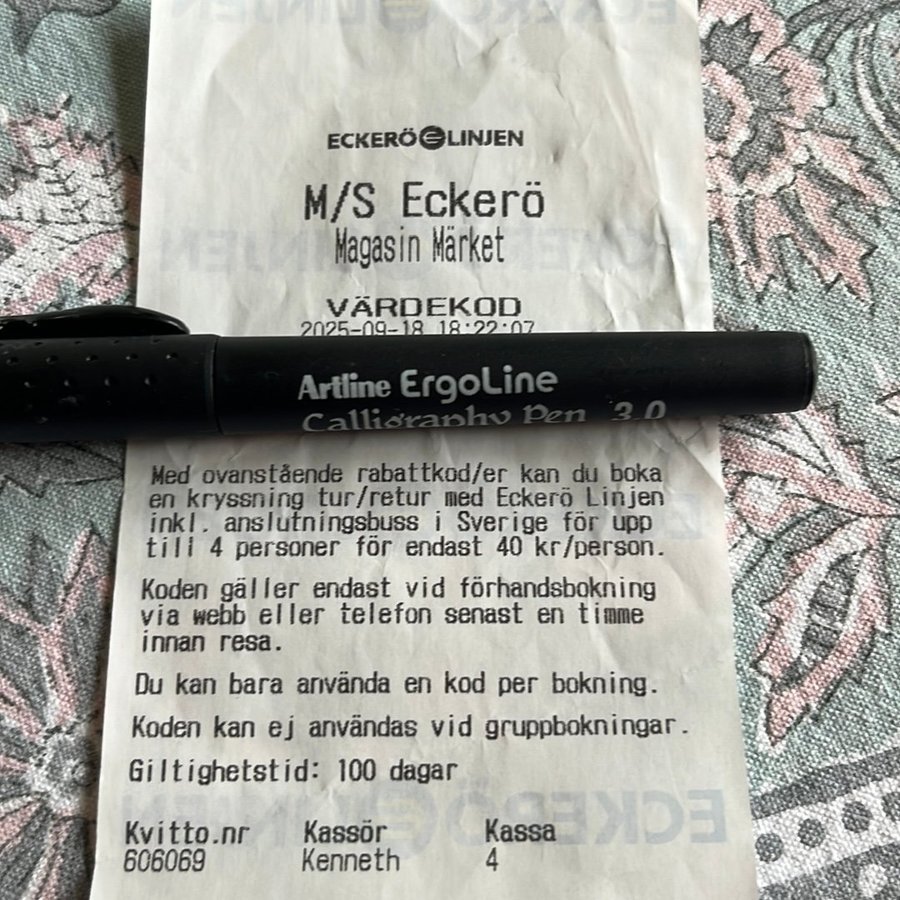 ECKERÖ LINJEN
M/S Eckerö
Magasin Märket
VÄRDEKOD
2025-09-18 18:22:07
Artline ErgoLine
Calligraphy Pen 3.0
Med ovanstående rabattkod/er kan du boka
en kryssning tur/retur med Eckerö Linjen
inkl. anslutningsbuss i Sverige för upp
till 4 personer för endast 40 kr/person.
Koden gäller endast vid förhandsbokning
via webb eller telefon senast en timme
innan resa.
Du kan bara använda en kod per bokning.
Koden kan ej användas vid gruppbokningar.
Giltighetstid: 100 dagar
Kvitto.nr Kassör Kassa
606069 Kenneth 4